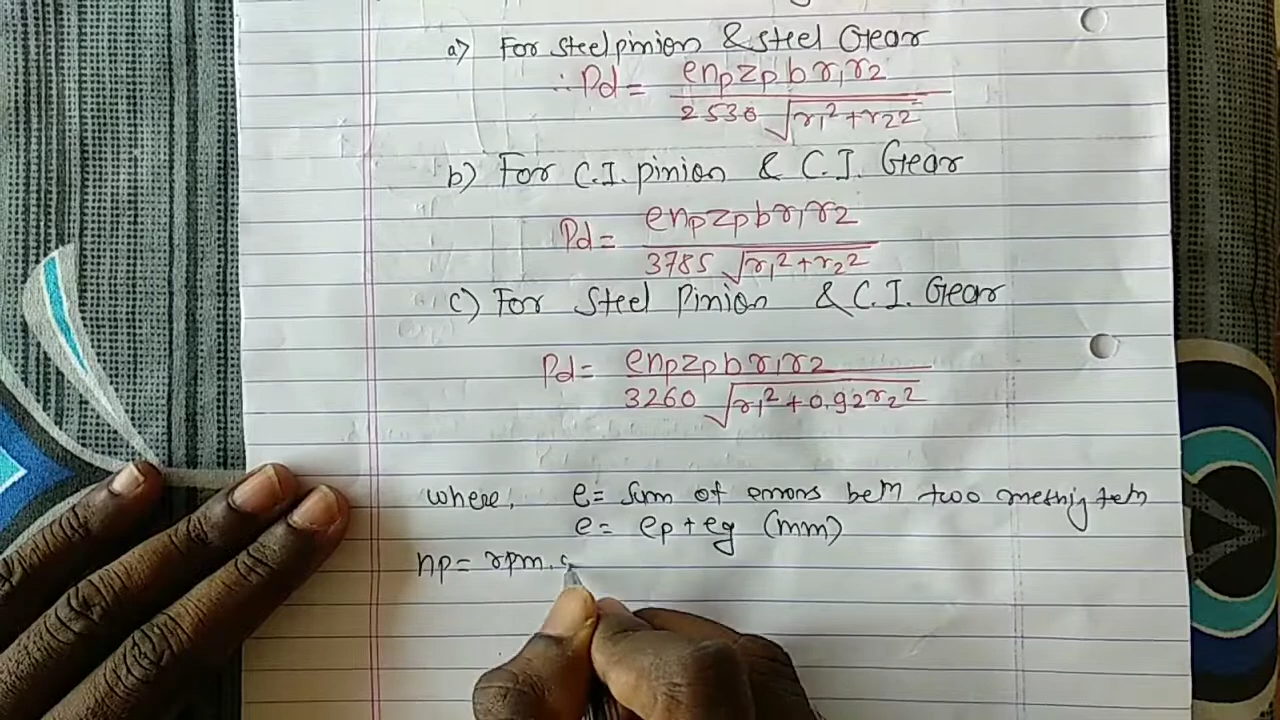 a) For steel pinion & steel Gear
∴ Pd = enpzpbr1r2 / 2530 √r1²+r2²
b) For C.I. pinion & C.I. Gear
Pd = enpzpbr1r2 / 3785 √r1²+r2²
c) For Steel Pinion & C.I. Gear
Pd = enpzpbr1r2 / 3260 √r1²+0.92r2²
where, e = sum of errors betn two meshig teth
e = ep+eg (mm)
np = rpm.